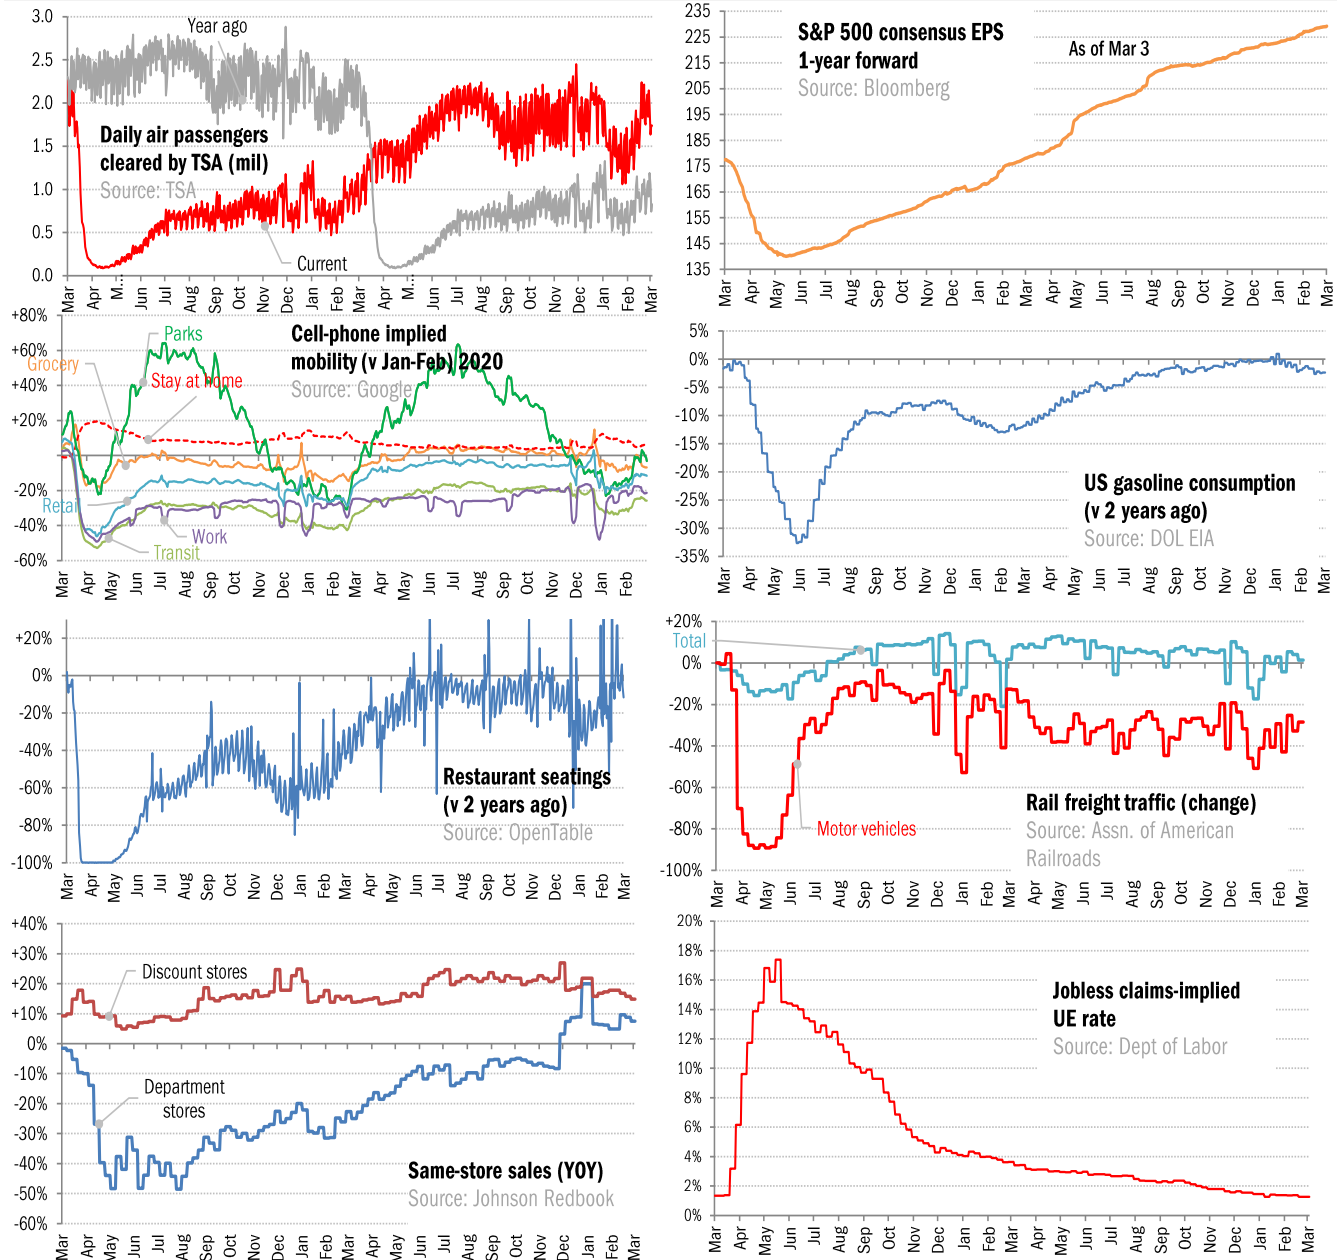 3.0
2.5
2.0
1.5
1.0
0.5
0.0
Year ago
Daily air passengers
cleared by TSA (mil)
Source: TSA
Current
Mar Apr M… Jun Jul Aug Sep Oct Nov Dec Jan Feb Mar Apr M… Jun Jul Aug Sep Oct Nov Dec Jan Feb Mar
235
225
215
205
195
185
175
165
155
145
135
S&P 500 consensus EPS
1-year forward
Source: Bloomberg
As of Mar 3
Mar Apr May Jun Jul Aug Sep Oct Nov Dec Jan Feb Mar Apr May Jun Jul Aug Sep Oct Nov Dec Jan Feb Mar
+80%
+60%
+40%
+20%
-20%
-40%
-60%
Parks
Grocery
Stay at home
Cell-phone implied
mobility (v Jan-Feb) 2020
Source: Google
Retail
Work
Transit
Mar Apr May Jun Jul Aug Sep Oct Nov Dec Jan Feb Mar Apr May Jun Jul Aug Sep Oct Nov Dec Jan Feb
5%
0%
-5%
-10%
-15%
-20%
-25%
-30%
-35%
US gasoline consumption
(v 2 years ago)
Source: DOL EIA
Mar Apr May Jun Jul Aug Sep Oct Nov Dec Jan Feb Mar Apr May Jun Jul Aug Sep Oct Nov Dec Jan Feb Mar
+20%
0%
-20%
-40%
-60%
-80%
-100%
Restaurant seatings
(v 2 years ago)
Source: OpenTable
Mar Apr May Jun Jul Aug Sep Oct Nov Dec Jan Feb Mar Apr May Jun Jul Aug Sep Oct Nov Dec Jan Feb Mar
+20%
0%
-20%
-40%
-60%
-80%
-100%
Total
Motor vehicles
Rail freight traffic (change)
Source: Assn. of American
Railroads
Mar Apr May Jun Jul Aug Sep Oct Nov Dec Jan Feb Mar Apr May Jun Jul Aug Sep Oct Nov Dec Jan Feb Mar
+40%
+30%
+20%
+10%
0%
-10%
-20%
-30%
-40%
-50%
-60%
Discount stores
Department
stores
Same-store sales (YOY)
Source: Johnson Redbook
Mar Apr May Jun Jul Aug Sep Oct Nov Dec Jan Feb Mar Apr May Jun Jul Aug Sep Oct Nov Dec Jan Feb Mar
20%
18%
16%
14%
12%
10%
8%
6%
4%
2%
0%
Jobless claims-implied
UE rate
Source: Dept of Labor
Mar Apr May Jun Jul Aug Sep Oct Nov Dec Jan Feb Mar Apr May Jun Jul Aug Sep Oct Nov Dec Jan Feb Mar